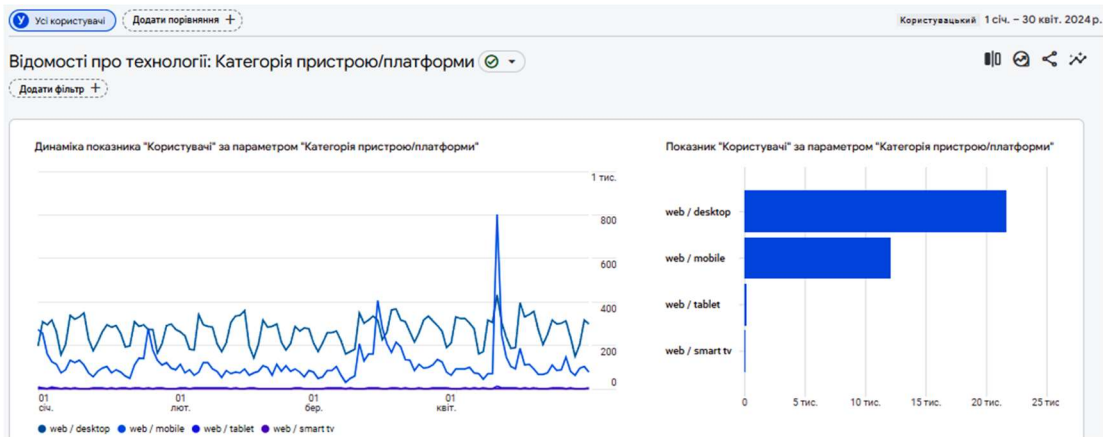 У Усі користувачі Додати порівняння + Користувацький 1 січ. – 30 квіт. 2024 р.
Відомості про технології: Категорія пристрою/платформи
Додати фільтр +
Динаміка показника "Користувачі" за параметром "Категорія пристрою/платформи"
1 тис.
800
600
400
200
0
01 січ.
01 лют.
01 бер.
01 квіт.
web / desktop web / mobile web / tablet web / smart tv
Показник "Користувачі" за параметром "Категорія пристрою/платформи"
web / desktop
web / mobile
web / tablet
web / smart tv
0 5 тис. 10 тис. 15 тис. 20 тис. 25 тис